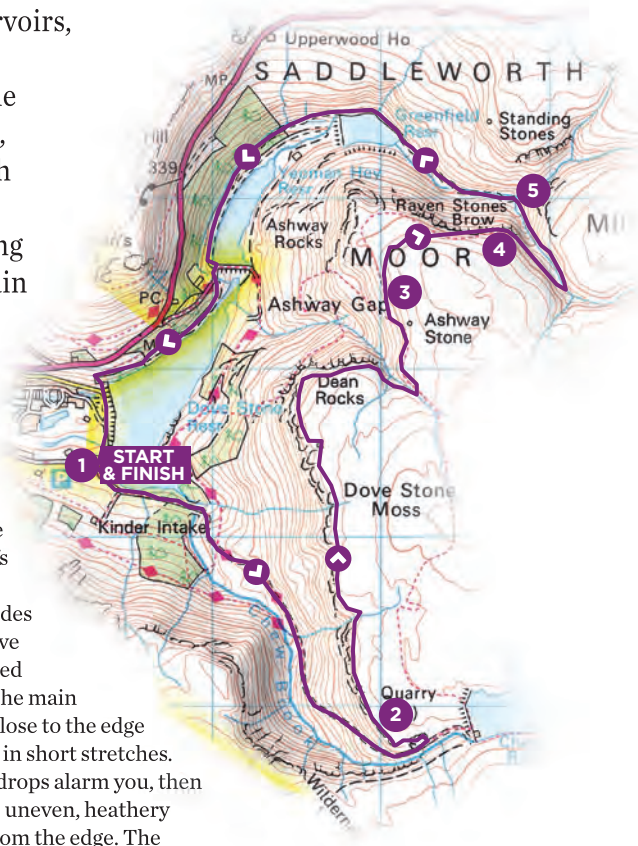 rvoirs,
Upperwood Ho
SADDLEWORTH
MP
Greenfield
Resr
Standing
Stones
339
Yeoman Hey
Resr
5
Raven Stones
Brow
Ashway
Rocks
4
MOOR
ing
in
3
PC
Ashway Gap
Ashway
Stone
Dean
Rocks
Dove Stone
Resr
1
START
& FINISH
P
Dove Stone
Moss
Kinder Intake
des
ve
ed
Chew Brook
Quarry
2
he main
lose to the edge
in short stretches.
drops alarm you, then
uneven, heathery
om the edge. The